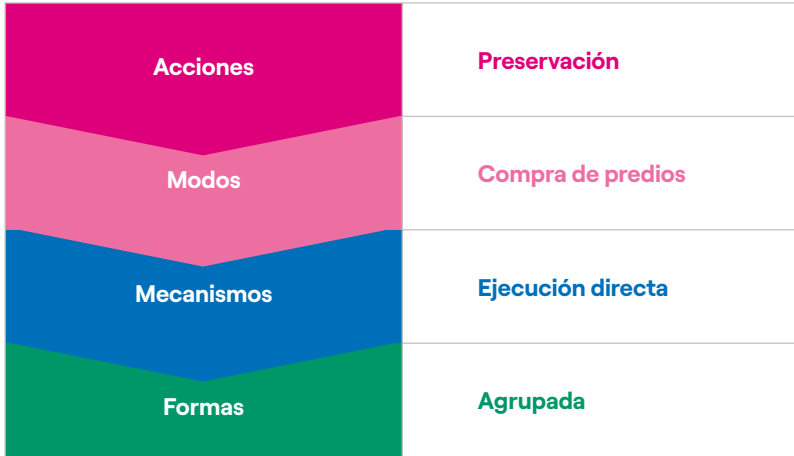 Acciones
Preservación
Modos
Compra de predios
Mecanismos
Ejecución directa
Formas
Agrupada